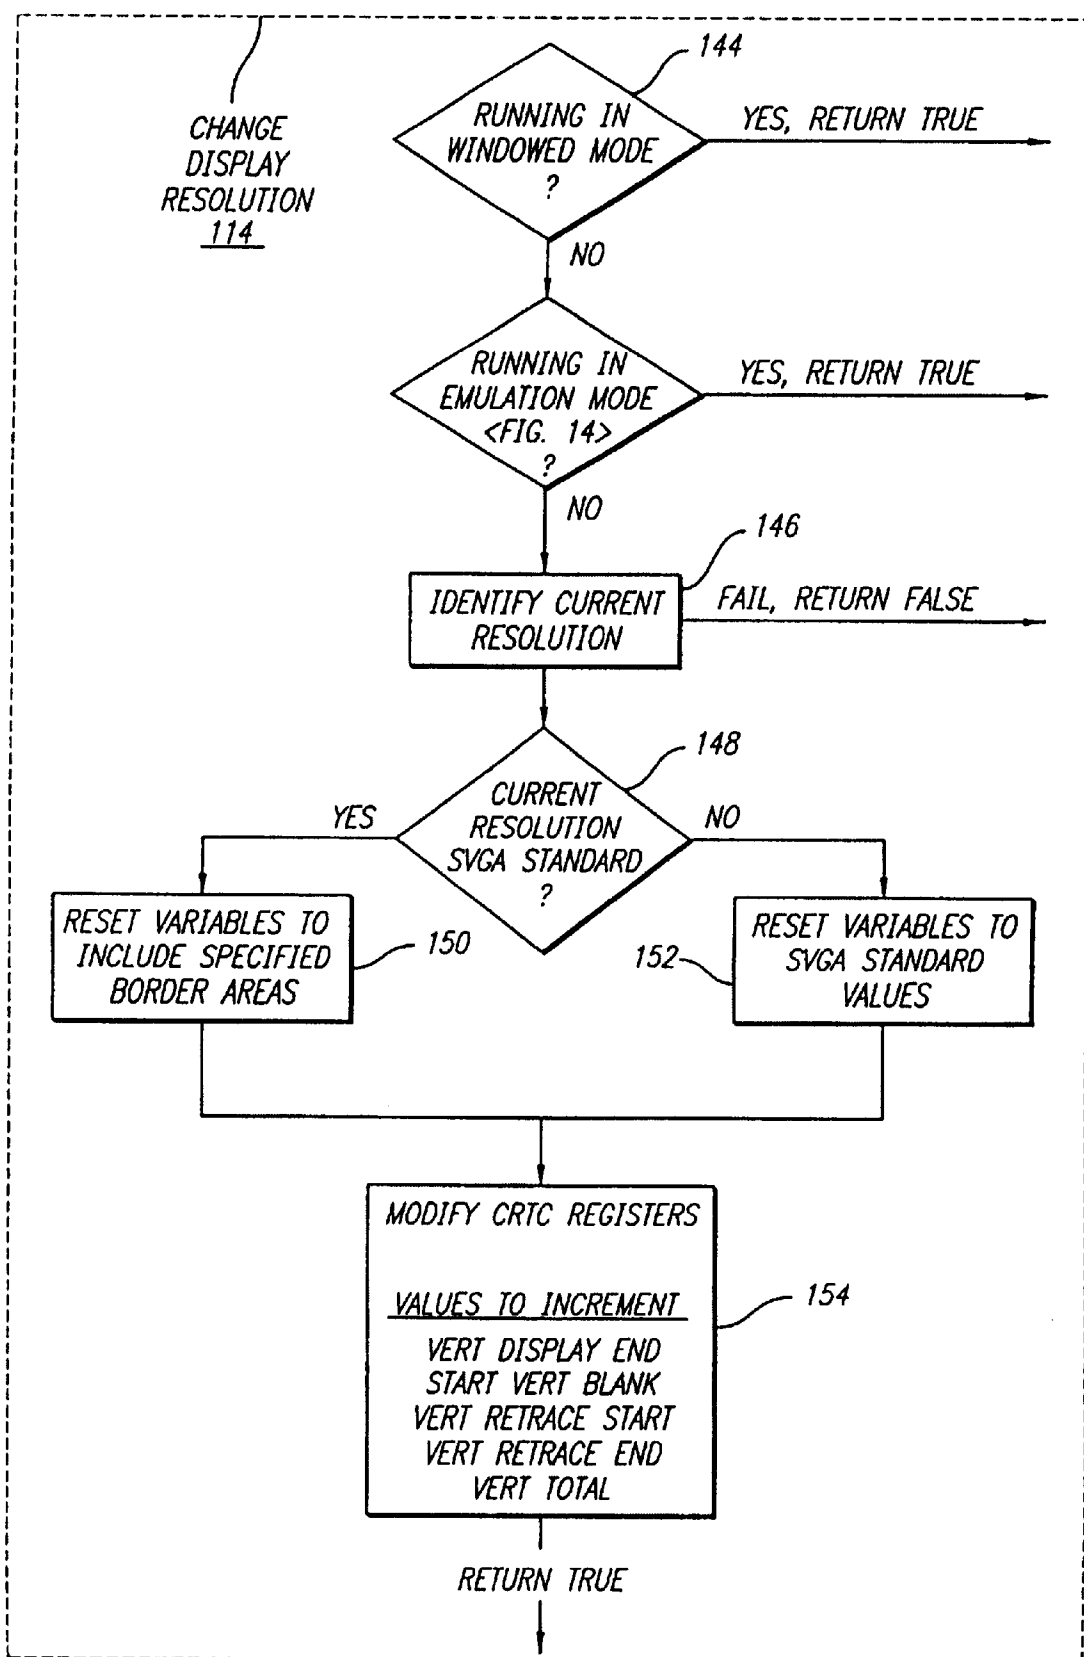 144
CHANGE
DISPLAY
RESOLUTION
114
RUNNING IN
WINDOWED MODE
?
YES, RETURN TRUE
NO
RUNNING IN
EMULATION MODE
<FIG. 14>
?
YES, RETURN TRUE
NO
146
IDENTIFY CURRENT
RESOLUTION
FAIL, RETURN FALSE
148
CURRENT
RESOLUTION
SVGA STANDARD
?
YES
NO
RESET VARIABLES TO
INCLUDE SPECIFIED
BORDER AREAS
150
152
RESET VARIABLES TO
SVGA STANDARD
VALUES
MODIFY CRTC REGISTERS
VALUES TO INCREMENT
VERT DISPLAY END
START VERT BLANK
VERT RETRACE START
VERT RETRACE END
VERT TOTAL
154
RETURN TRUE